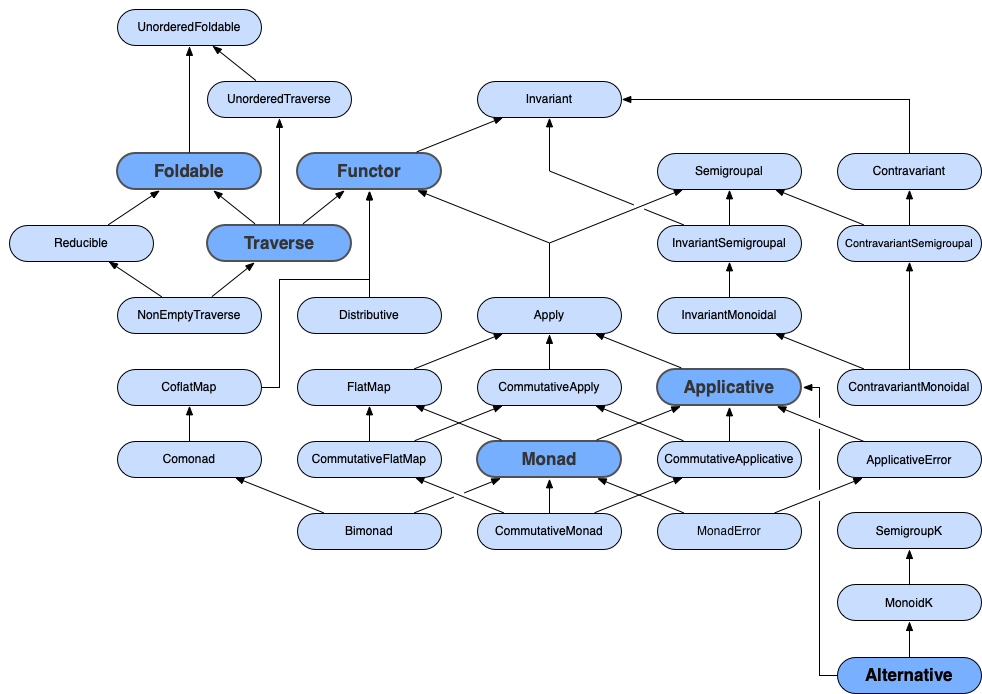 UnorderedFoldable
UnorderedTraverse
Invariant
Foldable
Functor
Semigroupal
Contravariant
Reducible
Traverse
InvariantSemigroupal
ContravariantSemigroupal
NonEmptyTraverse
Distributive
Apply
InvariantMonoidal
CoflatMap
FlatMap
CommutativeApply
Applicative
ContravariantMonoidal
Comonad
CommutativeFlatMap
Monad
CommutativeApplicative
ApplicativeError
Bimonad
CommutativeMonad
MonadError
SemigroupK
MonoidK
Alternative